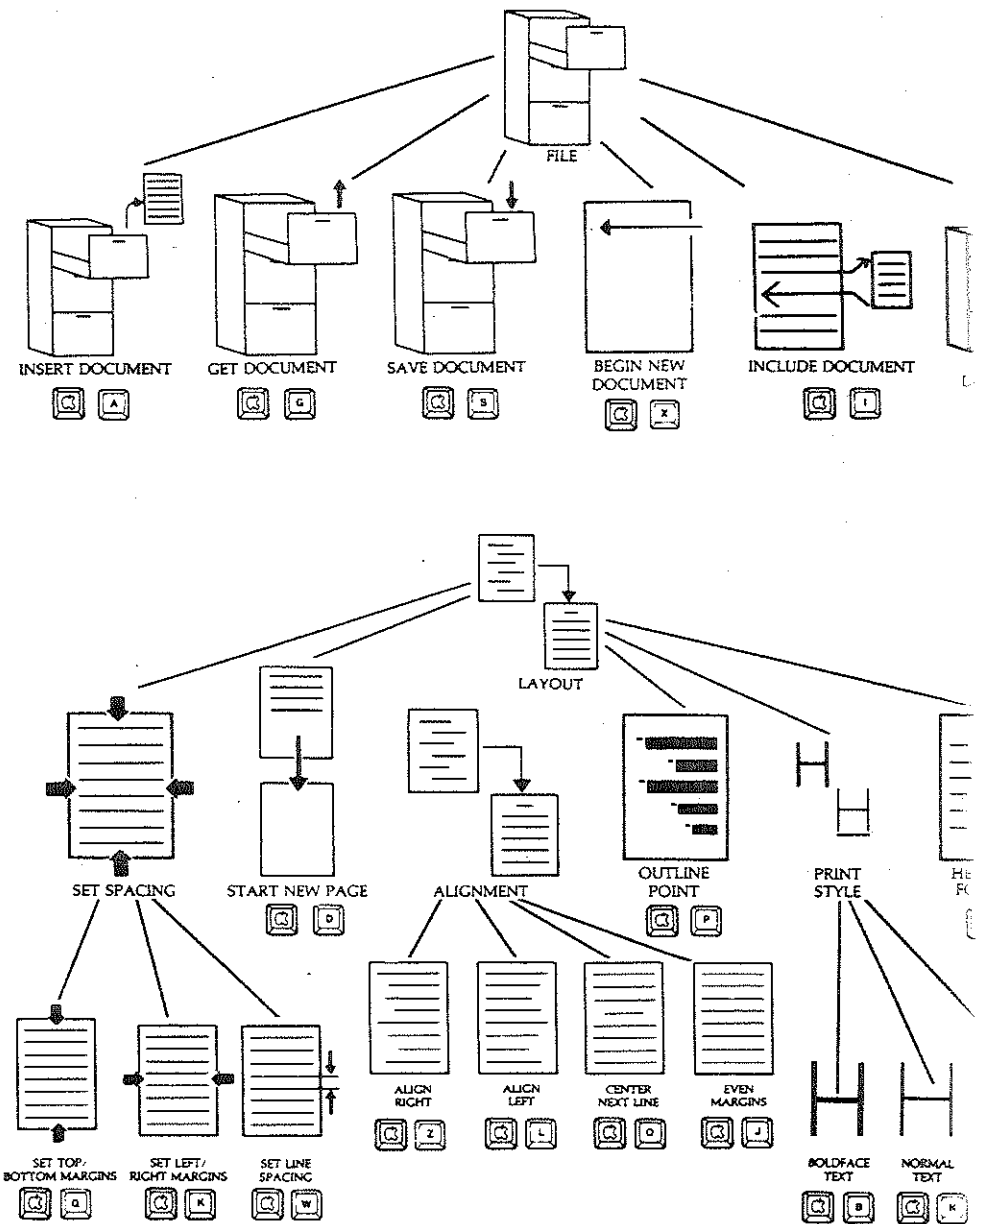 FILE
INSERT DOCUMENT
A
GET DOCUMENT
G
SAVE DOCUMENT
S
BEGIN NEW
DOCUMENT
X
INCLUDE DOCUMENT
I
LAYOUT
SET SPACING
START NEW PAGE
D
ALIGNMENT
OUTLINE
POINT
P
PRINT
STYLE
HE
SET TOP/
BOTTOM MARGINS
Q
SET LEFT/
RIGHT MARGINS
K
SET LINE
SPACING
W
ALIGN
RIGHT
Z
ALIGN
LEFT
L
CENTER
NEXT LINE
O
EVEN
MARGINS
J
BOLDFACE
TEXT
B
NORMAL
TEXT